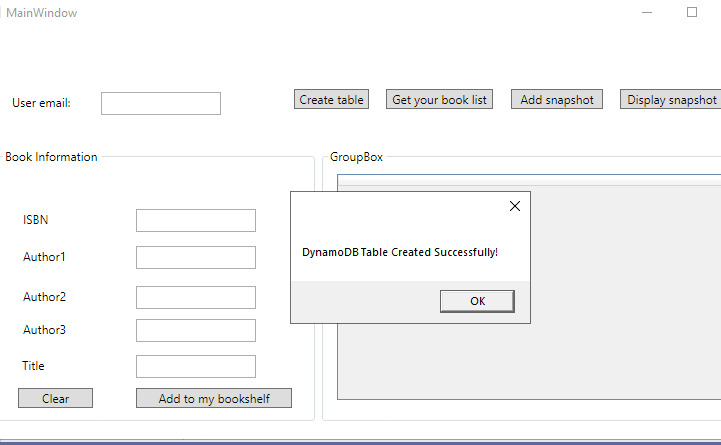 MainWindow
User email:
Create table
Get your book list
Add snapshot
Display snapshot
Book Information
GroupBox
ISBN
Author1
DynamoDB Table Created Successfully!
Author2
OK
Author3
Title
Clear
Add to my bookshelf